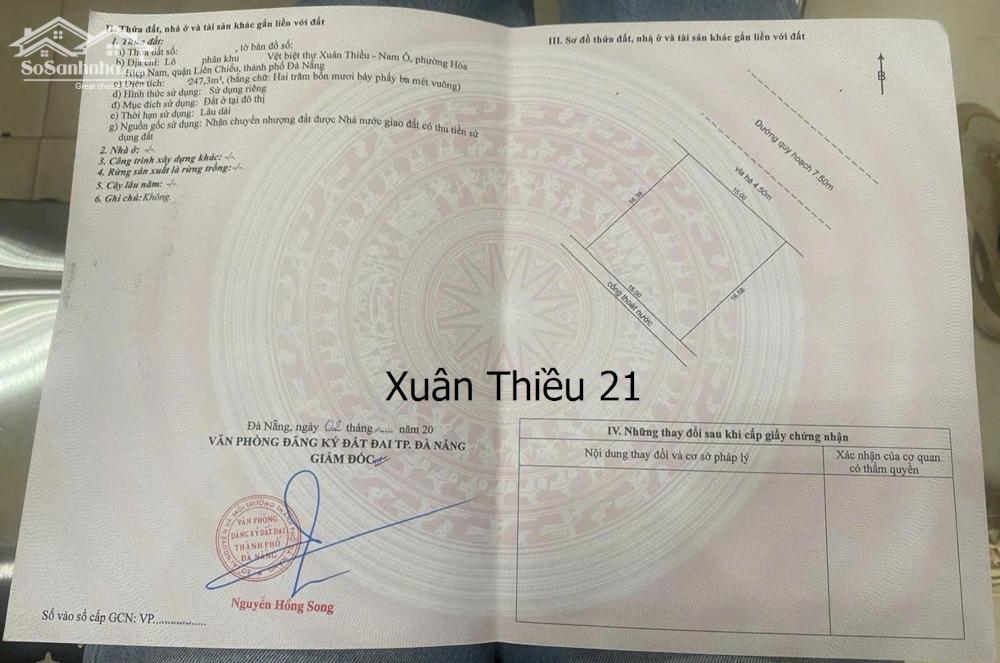 SoSanhnha
II. Thửa đất, nhà ở và tài sản khác gắn liền với đất
1. Thửa đất:
a) Thửa đất số: , tờ bản đồ số:
b) Địa chỉ: Lô phân khu Vệt biệt thự Xuân Thiều - Nam Ô, phường Hòa
Hiệp Nam, quận Liên Chiểu, thành phố Đà Nẵng
c) Diện tích: 247,3m², (bằng chữ: Hai trăm bốn mươi bảy phẩy ba mét vuông)
d) Hình thức sử dụng: Sử dụng riêng
đ) Mục đích sử dụng: Đất ở tại đô thị
e) Thời hạn sử dụng: Lâu dài
g) Nguồn gốc sử dụng: Nhận chuyển nhượng đất được Nhà nước giao đất có thu tiền sử
dụng đất
2. Nhà ở: -/-
3. Công trình xây dựng khác: -/-
4. Rừng sản xuất là rừng trồng: -/-
5. Cây lâu năm: -/-
6. Ghi chú: Không.
III. Sơ đồ thửa đất, nhà ở và tài sản khác gắn liền với đất
B
Đường quy hoạch 7.50m
vỉa hè 4.50m
15.00
16.39
16.58
15.00
cống thoát nước
Xuân Thiều 21
Đà Nẵng, ngày 02 tháng ..... năm 20
VĂN PHÒNG ĐĂNG KÝ ĐẤT ĐAI TP. ĐÀ NẴNG
GIÁM ĐỐC
VĂN PHÒNG
ĐĂNG KÝ ĐẤT ĐAI
THÀNH PHỐ
ĐÀ NẴNG
Nguyễn Hồng Song
Số vào sổ cấp GCN: VP..............
IV. Những thay đổi sau khi cấp giấy chứng nhận
Nội dung thay đổi và cơ sở pháp lý
Xác nhận của cơ quan
có thẩm quyền